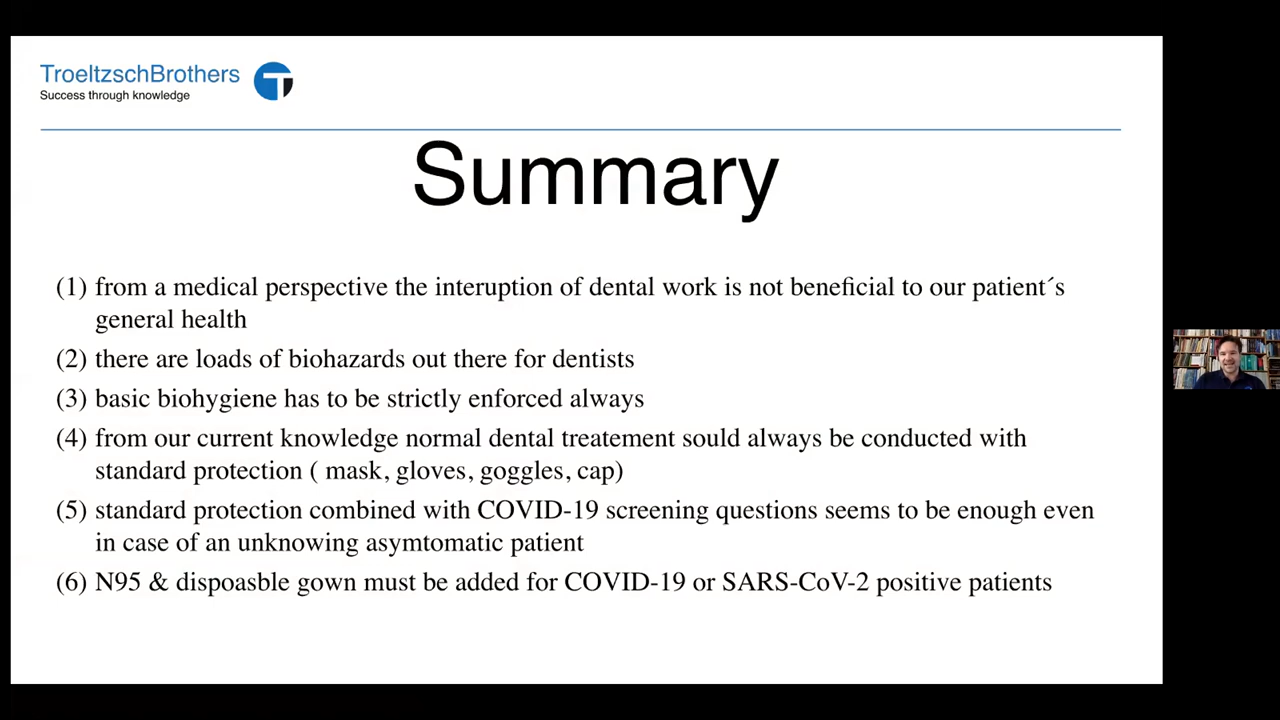 TroeltzschBrothers
Success through knowledge
T
Summary
(1) from a medical perspective the interuption of dental work is not beneficial to our patient´s
general health
(2) there are loads of biohazards out there for dentists
(3) basic biohygiene has to be strictly enforced always
(4) from our current knowledge normal dental treatement sould always be conducted with
standard protection ( mask, gloves, goggles, cap)
(5) standard protection combined with COVID-19 screening questions seems to be enough even
in case of an unknowing asymtomatic patient
(6) N95 & dispoasble gown must be added for COVID-19 or SARS-CoV-2 positive patients